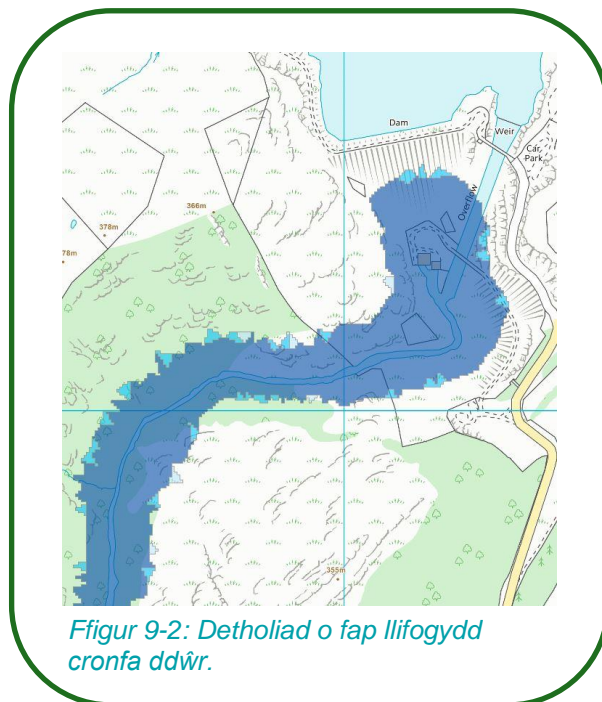 Dam
Weir
Car
Park
Overflow
366m
378m
78m
355m
Ffigur 9-2: Detholiad o fap llifogydd
cronfa ddŵr.